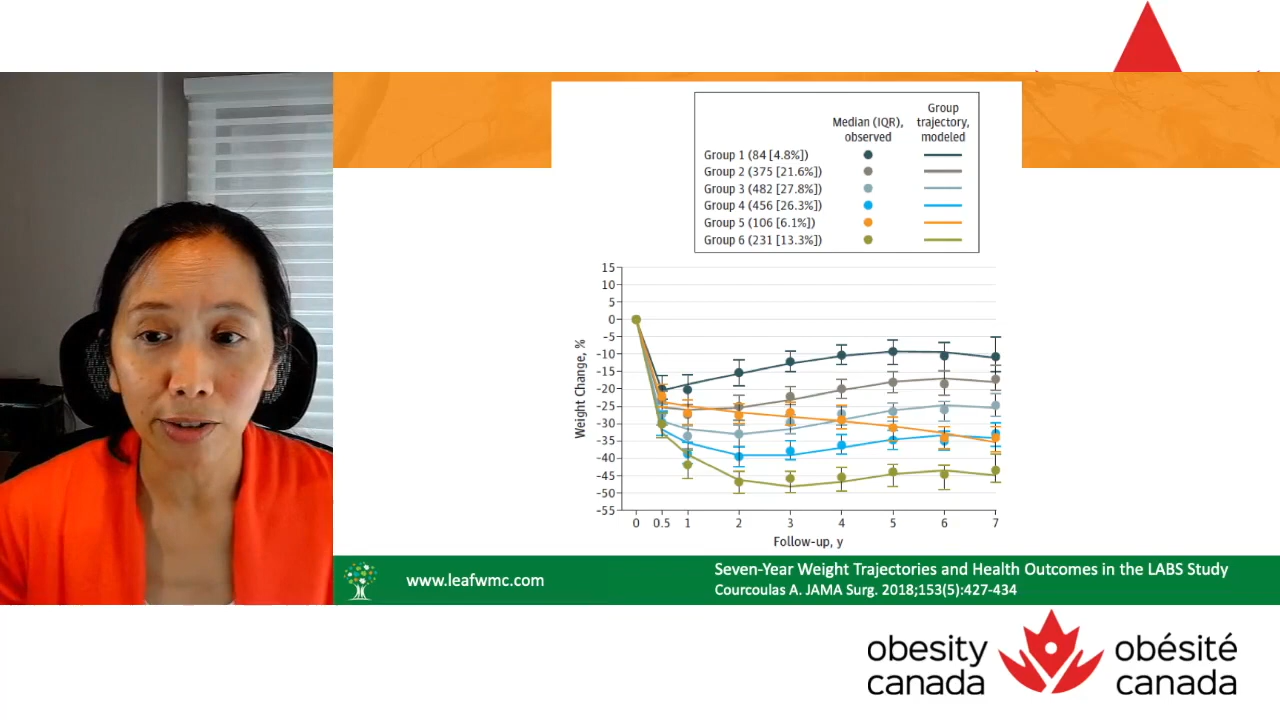 Group
Median (IQR), trajectory,
observed modeled
Group 1 (84 [4.8%])
Group 2 (375 [21.6%])
Group 3 (482 [27.8%])
Group 4 (456 [26.3%])
Group 5 (106 [6.1%])
Group 6 (231 [13.3%])
15
10
5
0
-5
-10
-15
-20
-25
-30
-35
-40
-45
-50
-55
Weight Change, %
0 0.5 1 2 3 4 5 6 7
Follow-up, y
www.leafwmc.com
Seven-Year Weight Trajectories and Health Outcomes in the LABS Study
Courcoulas A. JAMA Surg. 2018;153(5):427-434
obesity
canada
obésité
canada